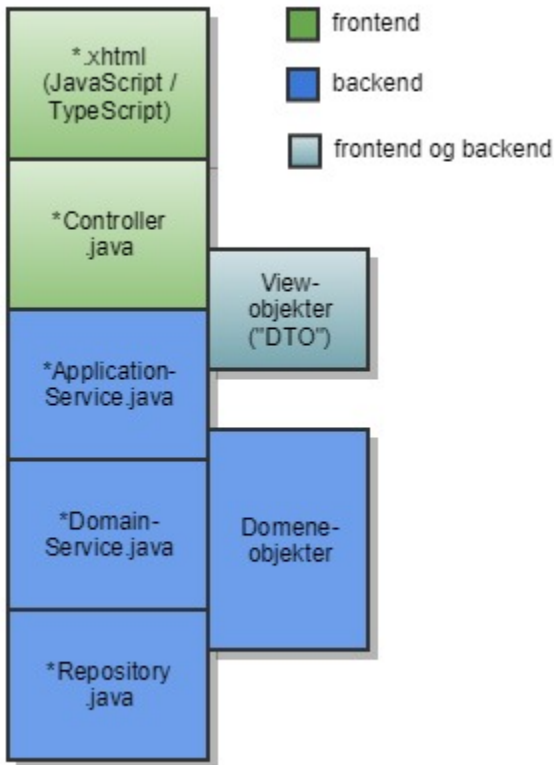 *.xhtml
(JavaScript /
TypeScript)
*Controller
.java
*Application-
Service.java
*Domain-
Service.java
*Repository
.java
View-
objekter
("DTO")
Domene-
objekter
frontend
backend
frontend og backend